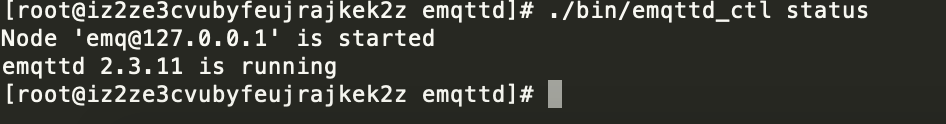 [root@iz2ze3cvubyfeujrajkek2z emqttd]# ./bin/emqttd_ctl status
Node 'emq@127.0.0.1' is started
emqttd 2.3.11 is running
[root@iz2ze3cvubyfeujrajkek2z emqttd]#